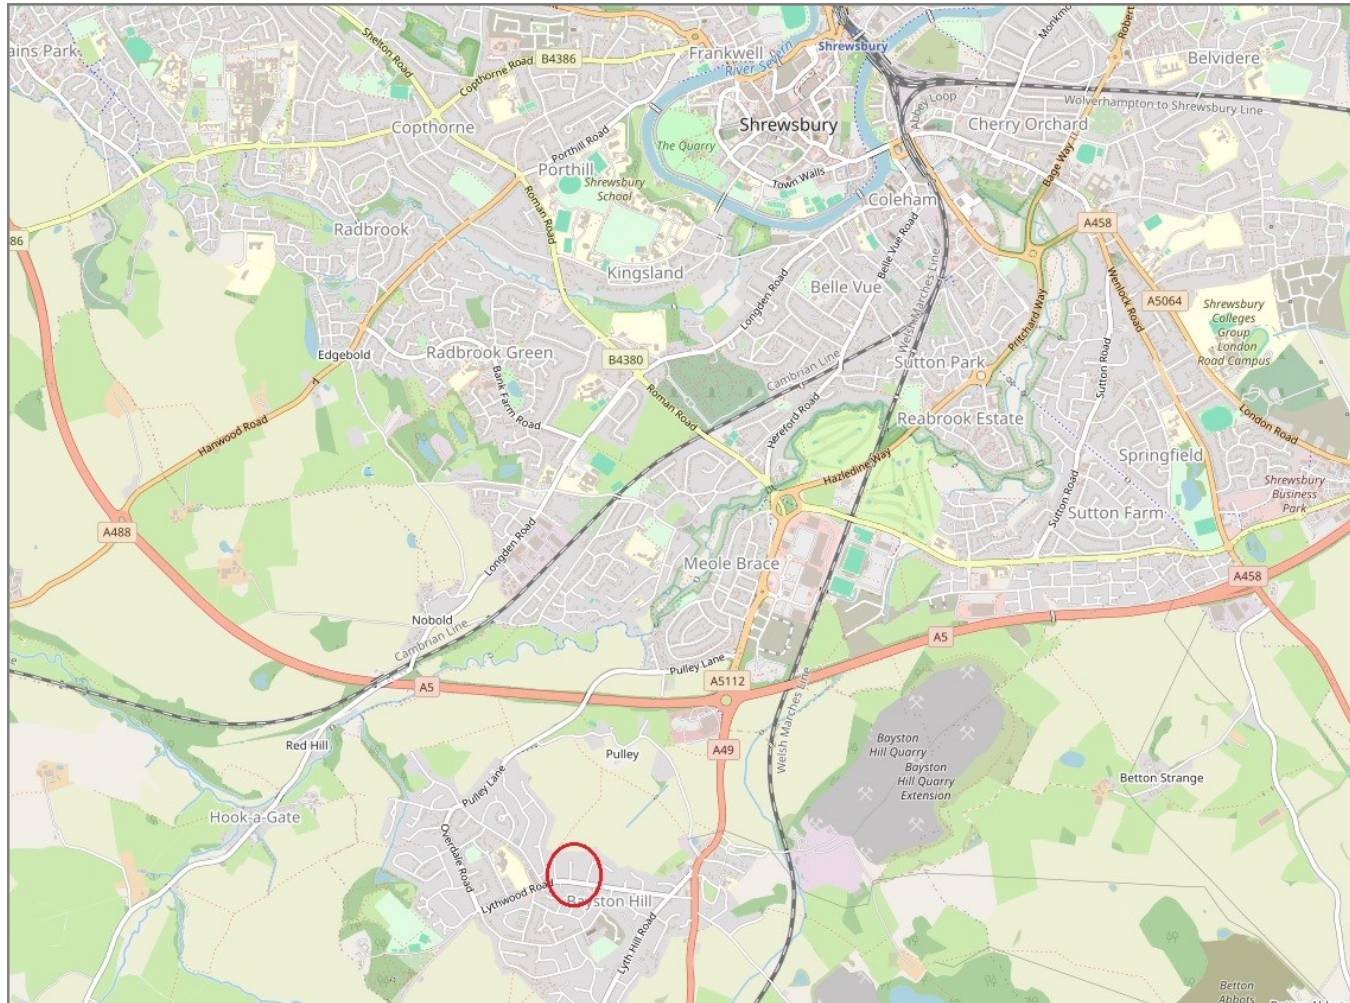 ains Park
Shelton Road
Copthorne Road
B4386
Frankwell
River Severn
Shrewsbury
Monkmo
Robert
Belvidere
Abbey Loop
Wolverhampton to Shrewsbury Line
Copthorne
Porthill Road
The Quarry
Shrewsbury
Cherry Orchard
Porthill
Shrewsbury
School
Town Walls
Bage Way
Coleham
Roman Road
Radbrook
86
A458
Kingsland
Longden Road
Belle Vue
Belle Vue Road
Welsh Marches Line
Pritchard Way
Wenlock Road
A5064
Shrewsbury
Colleges
Group
London
Road Campus
Edgebold
Radbrook Green
B4380
Cambrian Line
Sutton Park
Sutton Road
Bank Farm Road
Roman Road
Hereford Road
Reabrook Estate
London Road
Hanwood Road
Hazledine Way
Springfield
Shrewsbury
Business
Park
A488
Longden Road
Sutton Road
Sutton Farm
Meole Brace
A458
Nobold
Cambrian Line
A5
Pulley Lane
A5
A5112
Welsh Marches Line
Red Hill
Pulley
A49
Bayston
Hill Quarry
Bayston
Hill Quarry
Extension
Betton Strange
Pulley Lane
Hook-a-Gate
Overdale Road
Lythwood Road
Bayston Hill
Lyth Hill Road
Betton
Abbots